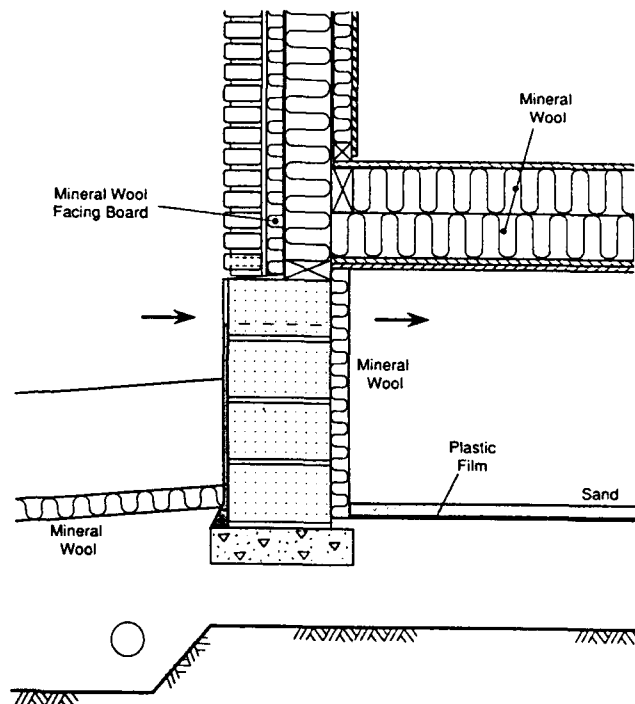 Mineral
Wool
Mineral Wool
Facing Board
Mineral
Wool
Plastic
Film
Sand
Mineral
Wool